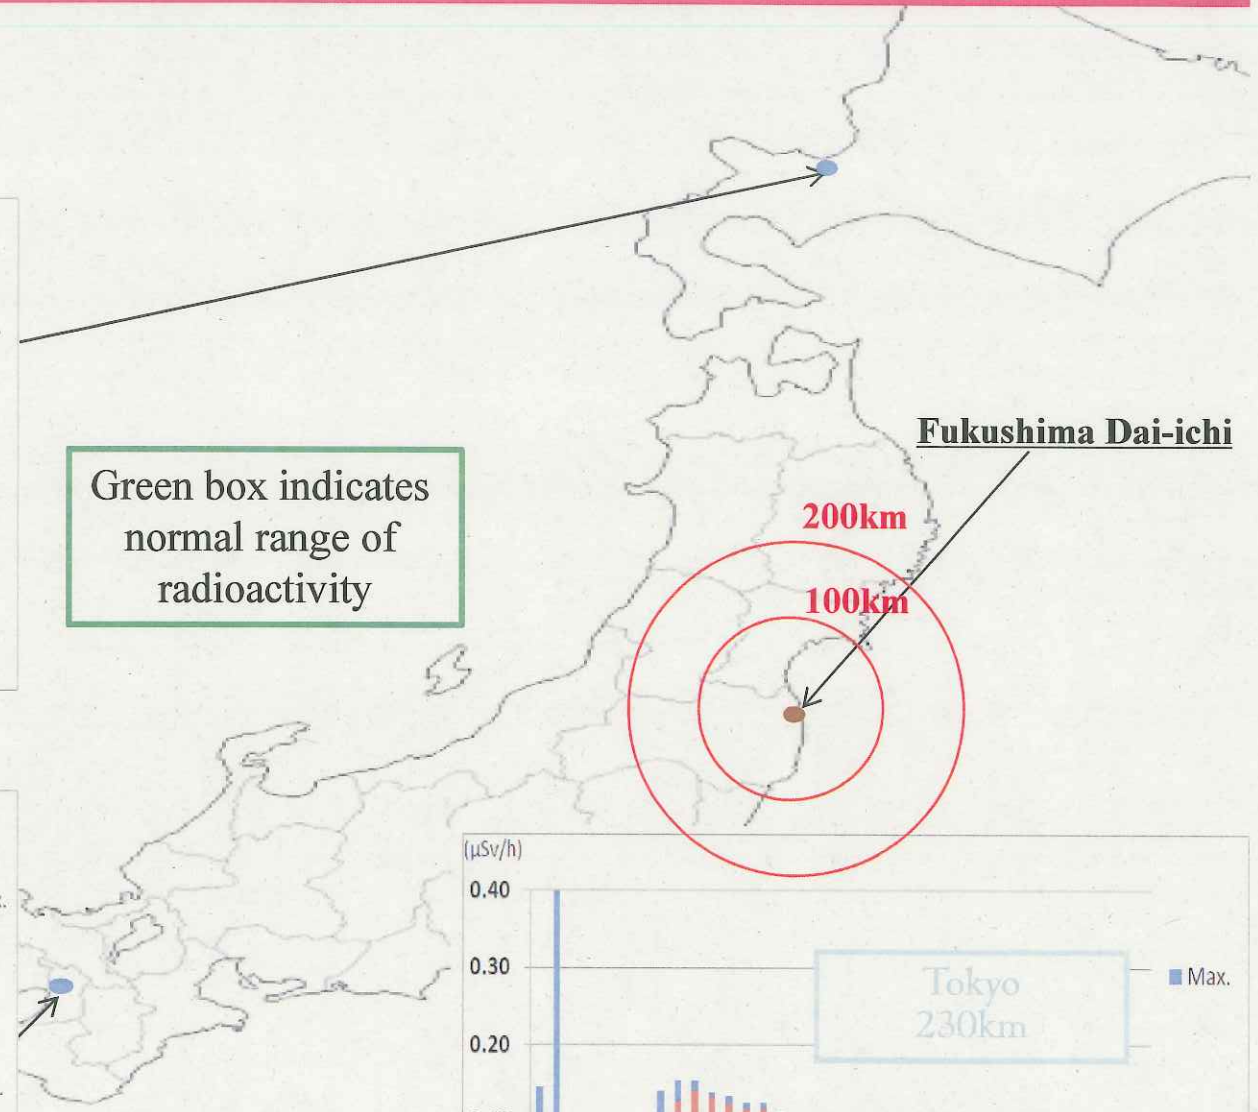 Fukushima Dai-ichi
Green box indicates
normal range of
radioactivity
200km
100km
(μSv/h)
0.40
0.30
0.20
Tokyo
230km
Max.